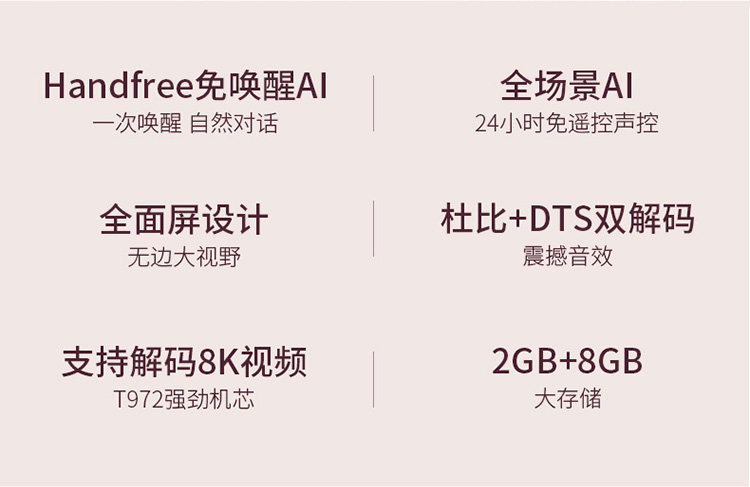 Handfree免唤醒AI
一次唤醒 自然对话
全场景AI
24小时免遥控声控
全面屏设计
无边大视野
杜比+DTS双解码
震撼音效
支持解码8K视频
T972强劲机芯
2GB+8GB
大存储